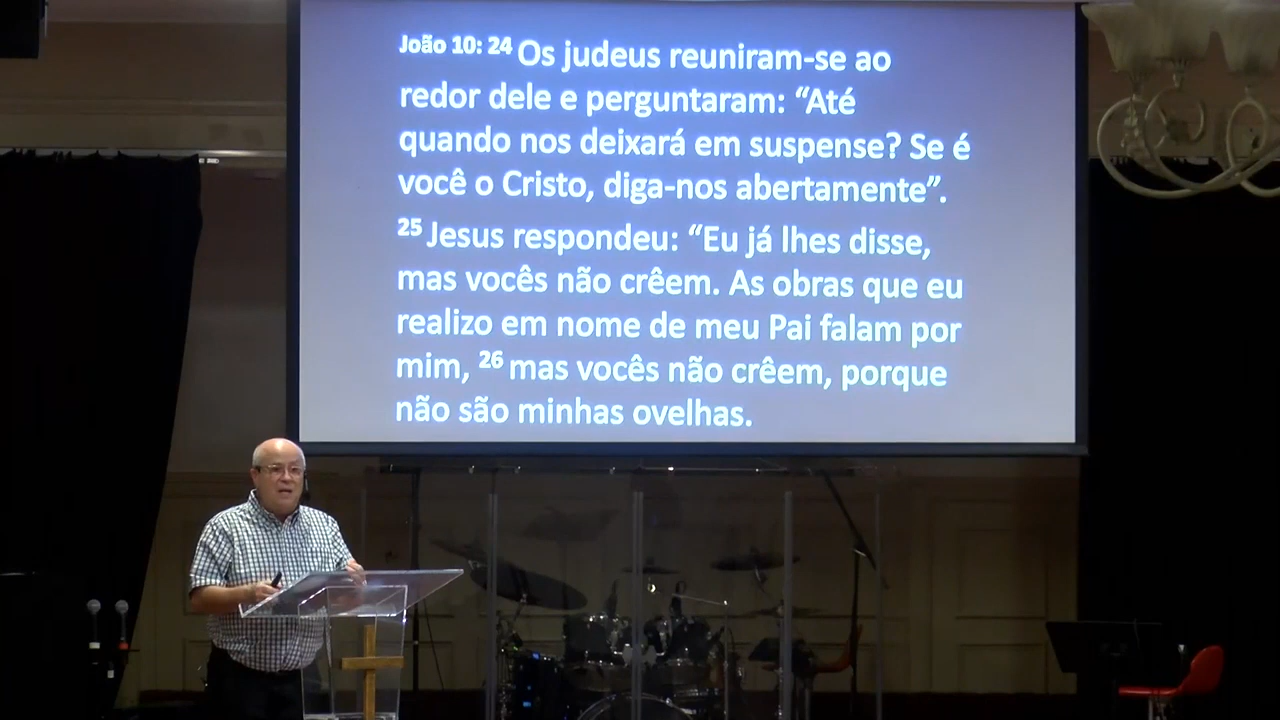 João 10: 24 Os judeus reuniram-se ao
redor dele e perguntaram: “Até
quando nos deixará em suspense? Se é
você o Cristo, diga-nos abertamente”.
25 Jesus respondeu: “Eu já lhes disse,
mas vocês não crêem. As obras que eu
realizo em nome de meu Pai falam por
mim, 26 mas vocês não crêem, porque
não são minhas ovelhas.